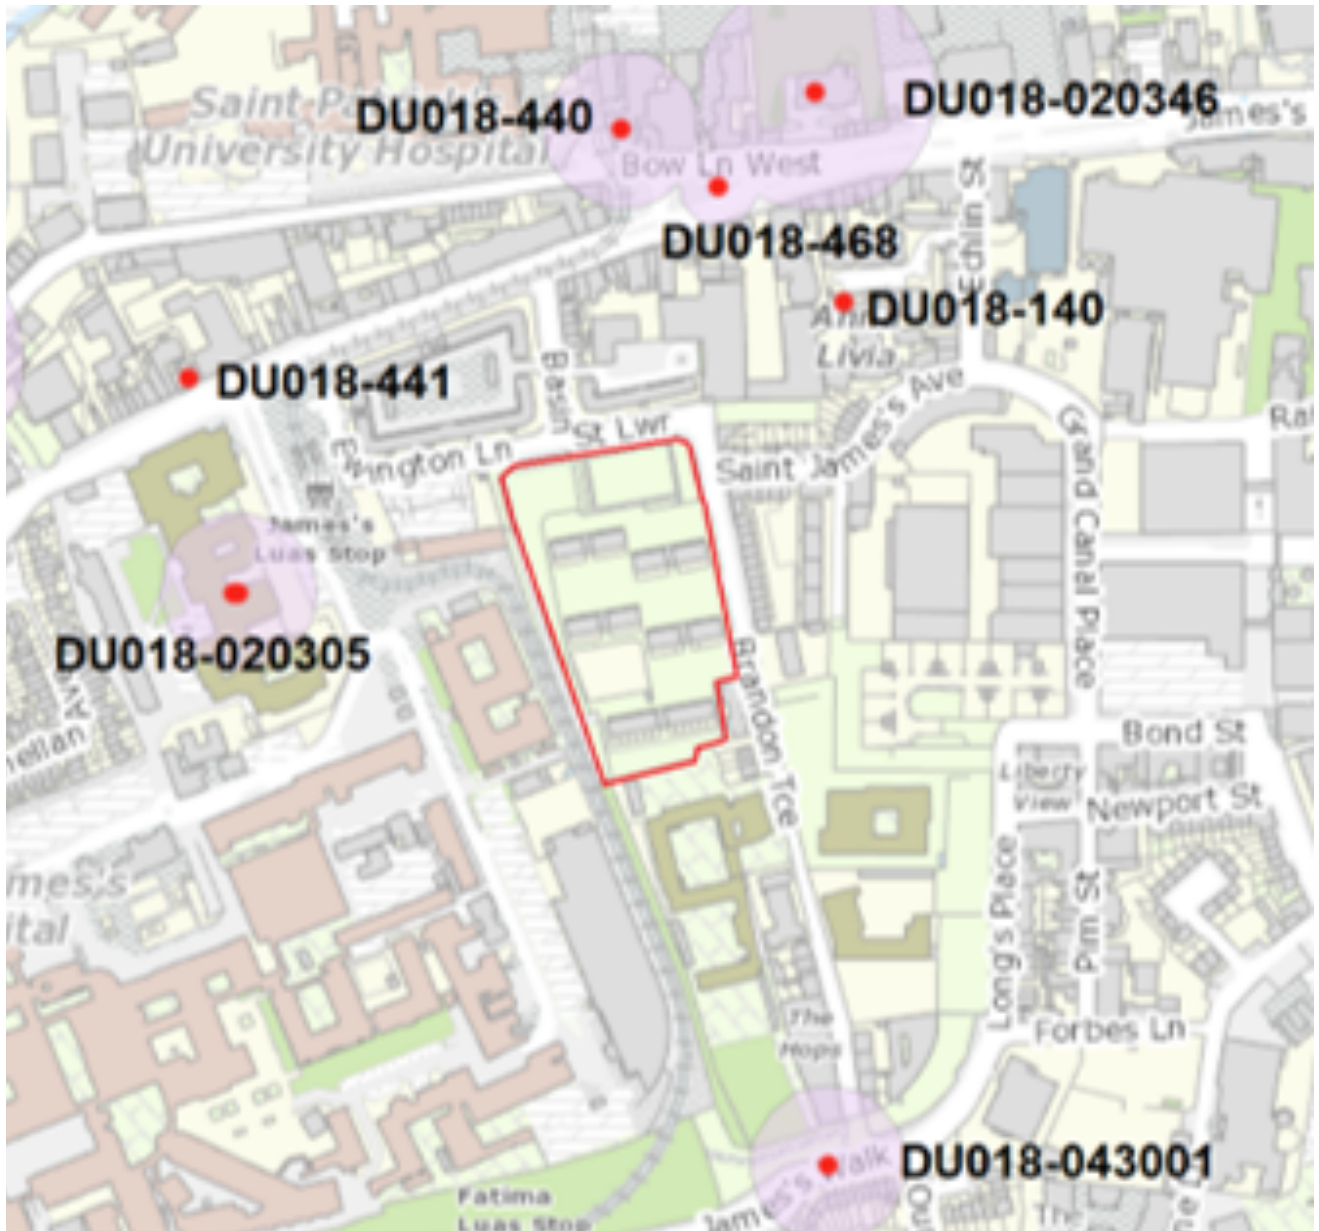 Saint P
DU018-440
University Hospital
DU018-020346
James's
Bow Ln West
DU018-468
Echlin St
DU018-140
Livia
DU018-441
Basin
St Lwr
Saint James's Ave
Grand Canal Place
Ln
James's
Luas Stop
DU018-020305
Brandon Tce
Bond St
Liberty
View
Newport St
Long's Place
Pim St
The
Hops
Forbes Ln
DU018-043001
James's Walk
Fatima
Luas Stop
The